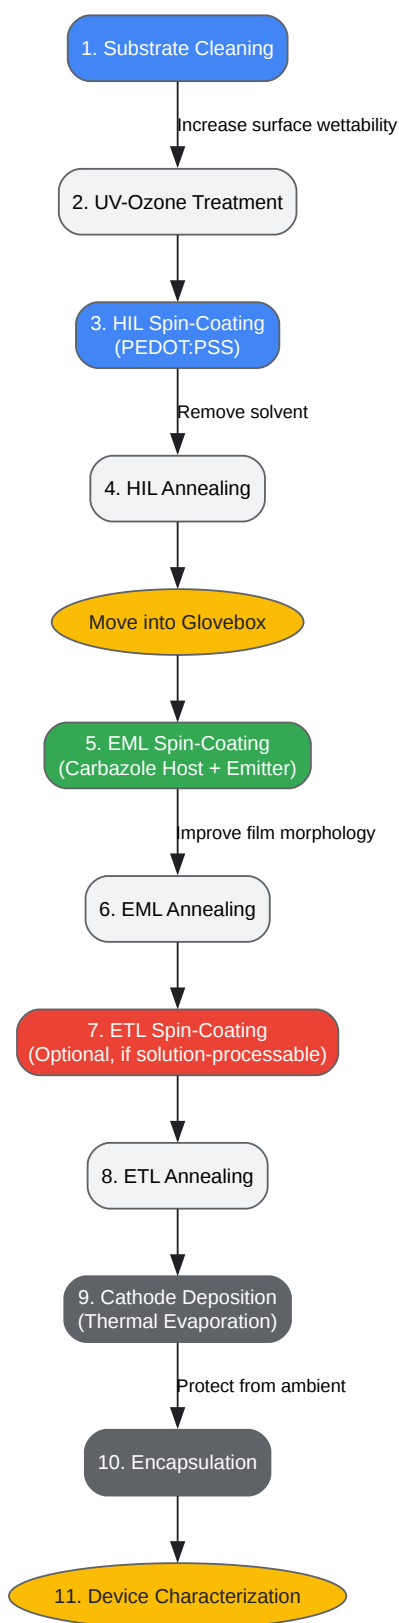 1. Substrate Cleaning
Increase surface wettability
2. UV-Ozone Treatment
3. HIL Spin-Coating
(PEDOT:PSS)
Remove solvent
4. HIL Annealing
Move into Glovebox
5. EML Spin-Coating
(Carbazole Host + Emitter)
Improve film morphology
6. EML Annealing
7. ETL Spin-Coating
(Optional, if solution-processable)
8. ETL Annealing
9. Cathode Deposition
(Thermal Evaporation)
Protect from ambient
10. Encapsulation
11. Device Characterization